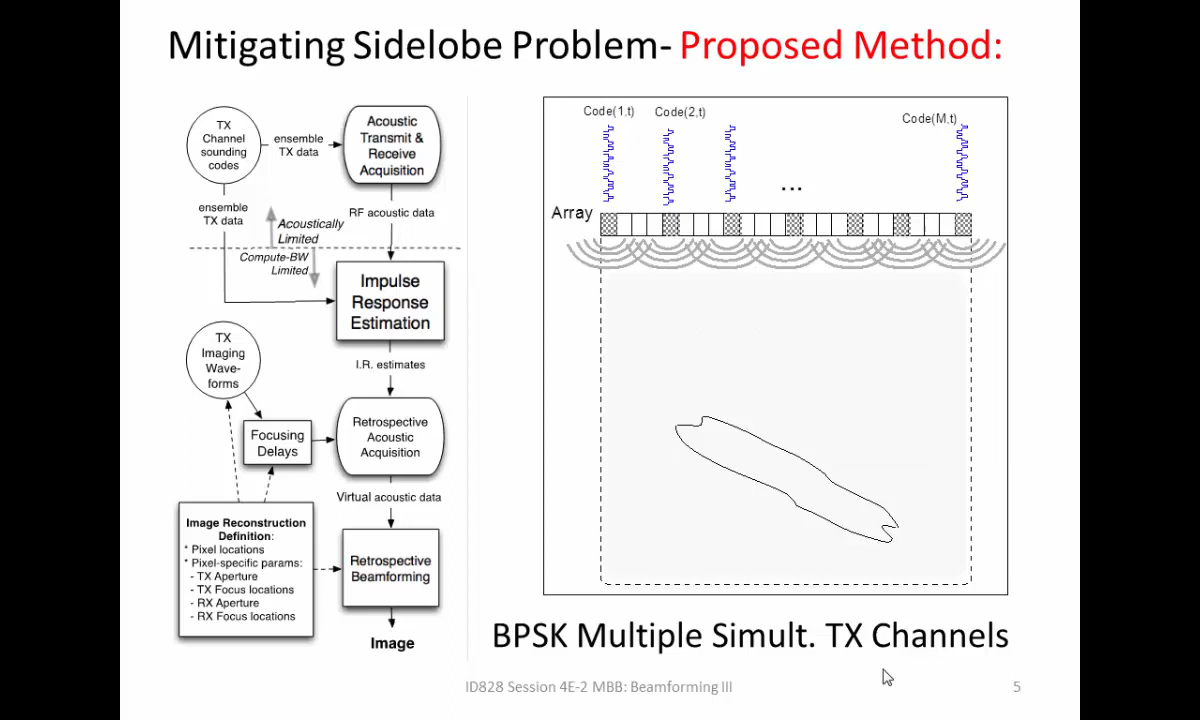 Mitigating Sidelobe Problem- Proposed Method:
TX
Channel
sounding
codes
ensemble
TX data
Acoustic
Transmit &
Receive
Acquisition
ensemble
TX data
RF acoustic data
Acoustically
Limited
Compute-BW
Limited
Impulse
Response
Estimation
TX
Imaging
Wave-
forms
I.R. estimates
Focusing
Delays
Retrospective
Acoustic
Acquisition
Virtual acoustic data
Image Reconstruction
Definition:
* Pixel locations
* Pixel-specific params:
- TX Aperture
- TX Focus locations
- RX Aperture
- RX Focus locations
Retrospective
Beamforming
Image
Code(1,t)
Code(2,t)
Code(M,t)
...
Array
BPSK Multiple Simult. TX Channels
ID828 Session 4E-2 MBB: Beamforming III
5